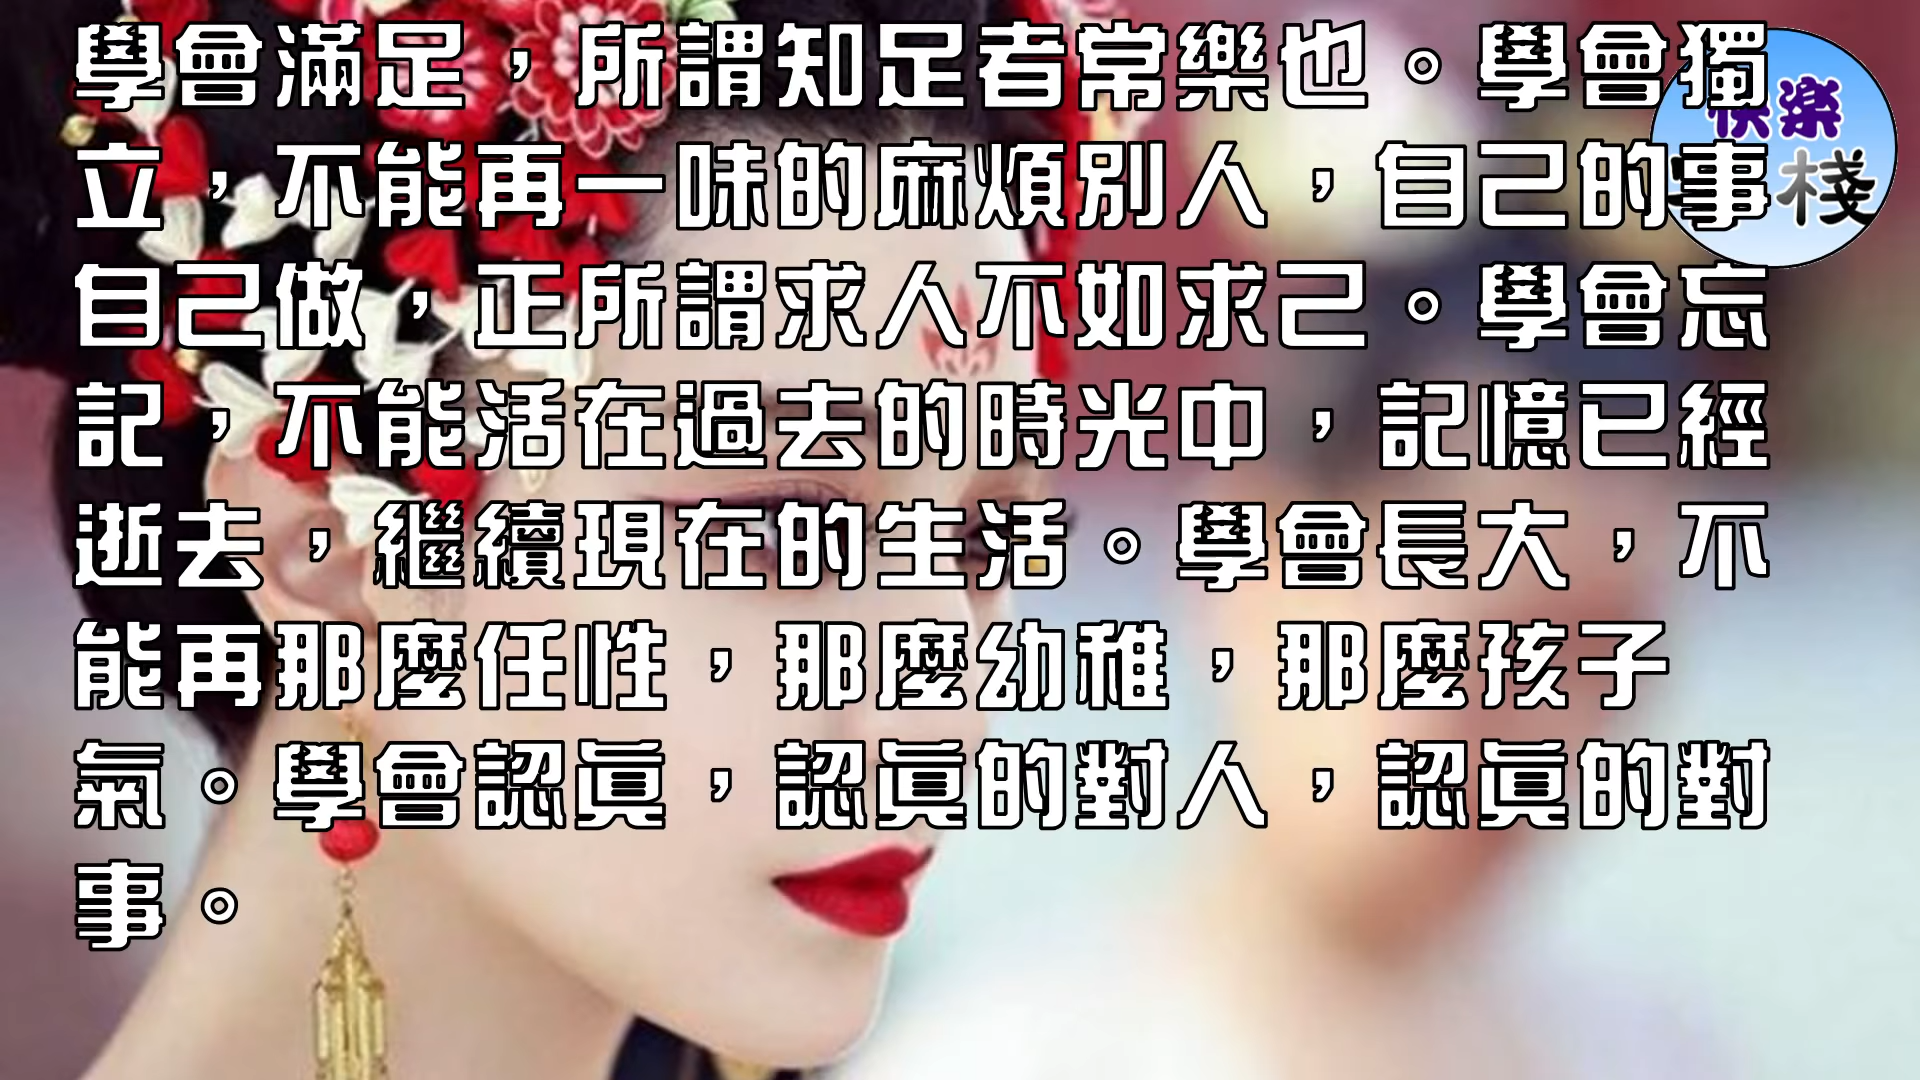 學會滿足，所謂知足者常樂也。學會獨
立，不能再一味的麻煩別人，自己的事
自己做，正所謂求人不如求己。學會忘
記，不能活在過去的時光中，記憶已經
逝去，繼續現在的生活。學會長大，不
能再那麼任性，那麼幼稚，那麼孩子
氣。學會認真，認真的對人，認真的對
事。
快樂
棧